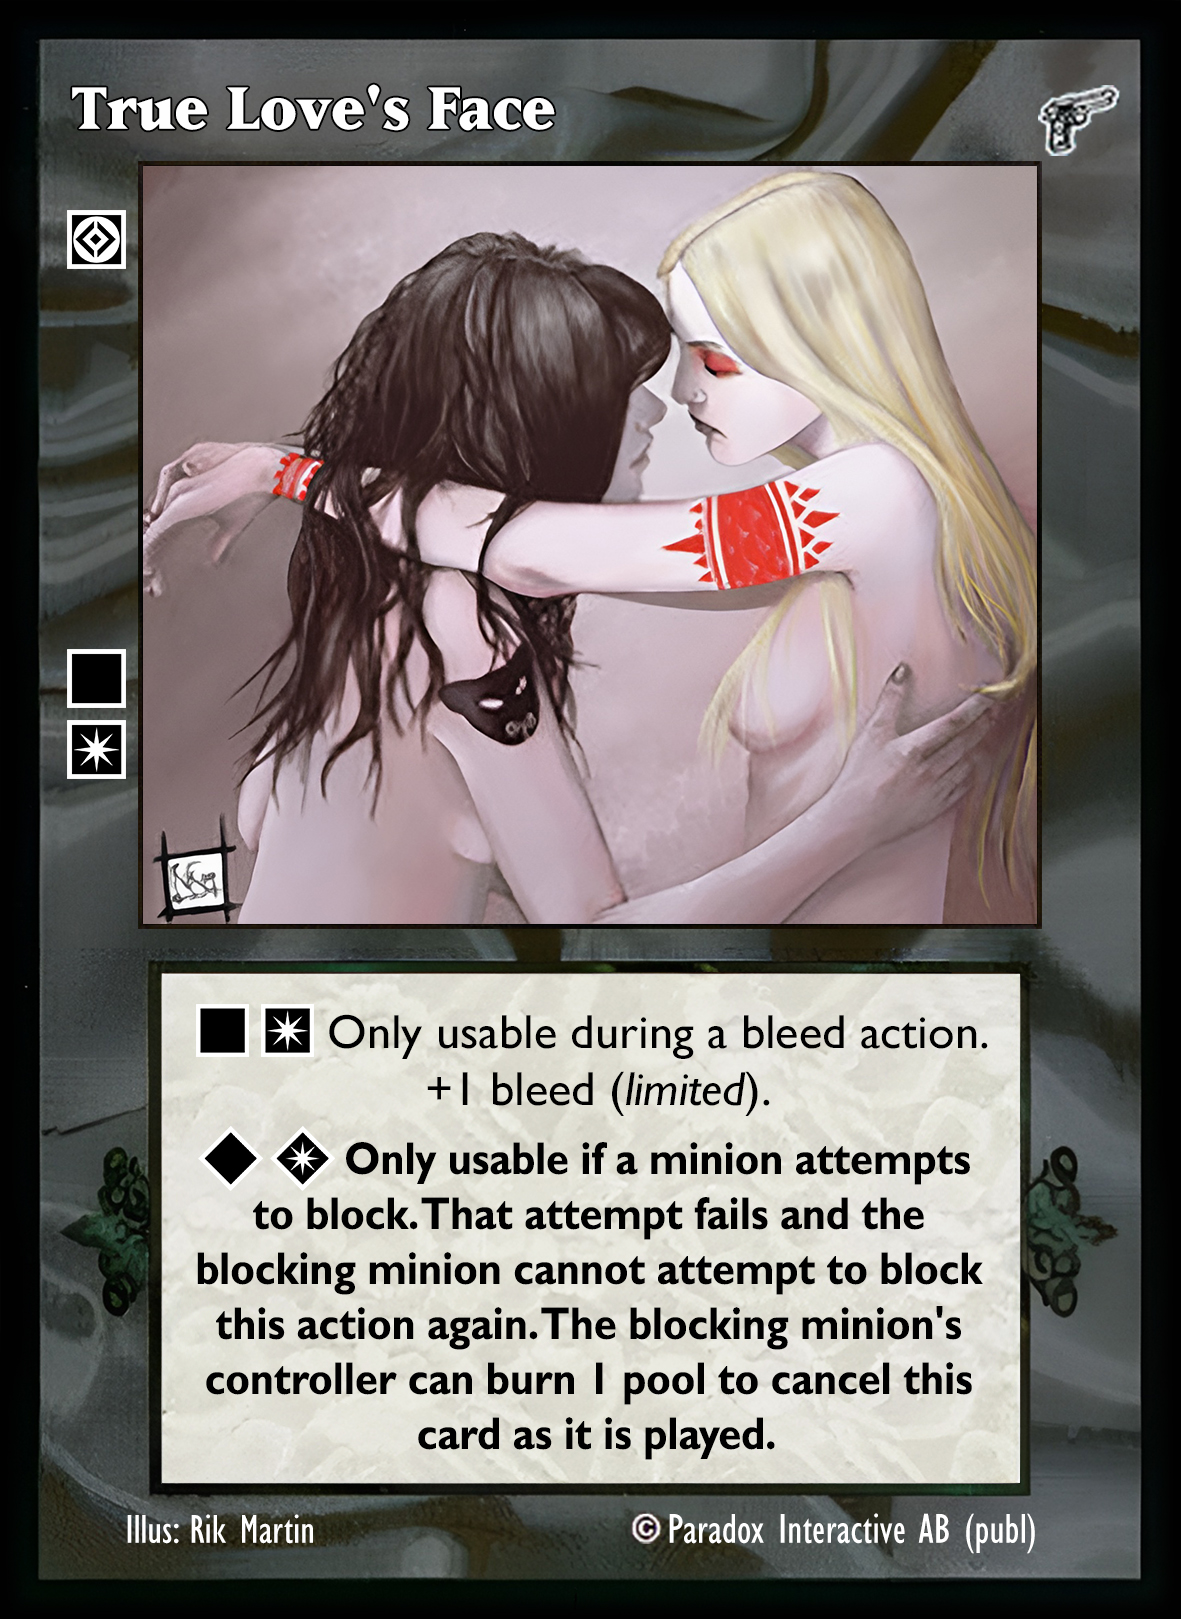 True Love's Face
Only usable during a bleed action.
+1 bleed (limited).
Only usable if a minion attempts
to block. That attempt fails and the
blocking minion cannot attempt to block
this action again. The blocking minion's
controller can burn 1 pool to cancel this
card as it is played.
Illus: Rik Martin
© Paradox Interactive AB (publ)